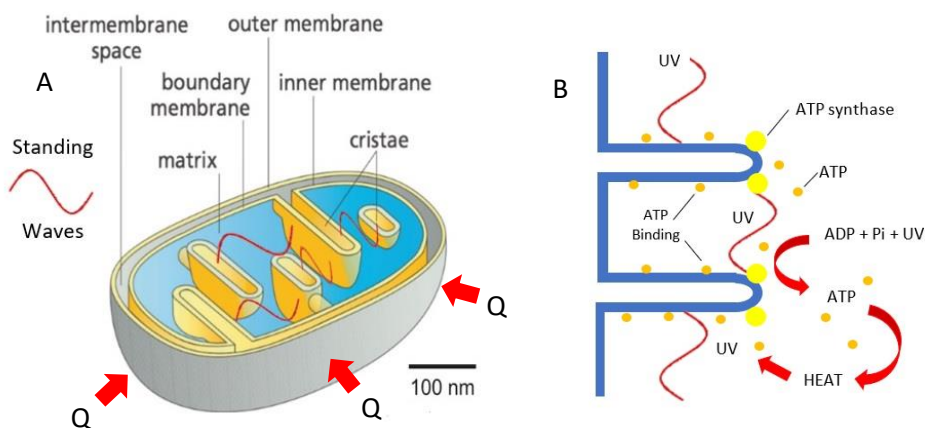 A
intermembrane
space
outer membrane
boundary
membrane
inner membrane
cristae
matrix
Standing
Waves
Q
Q
Q
100 nm
B
UV
ATP synthase
ATP
ATP
Binding
UV
ADP + Pi + UV
ATP
UV
HEAT